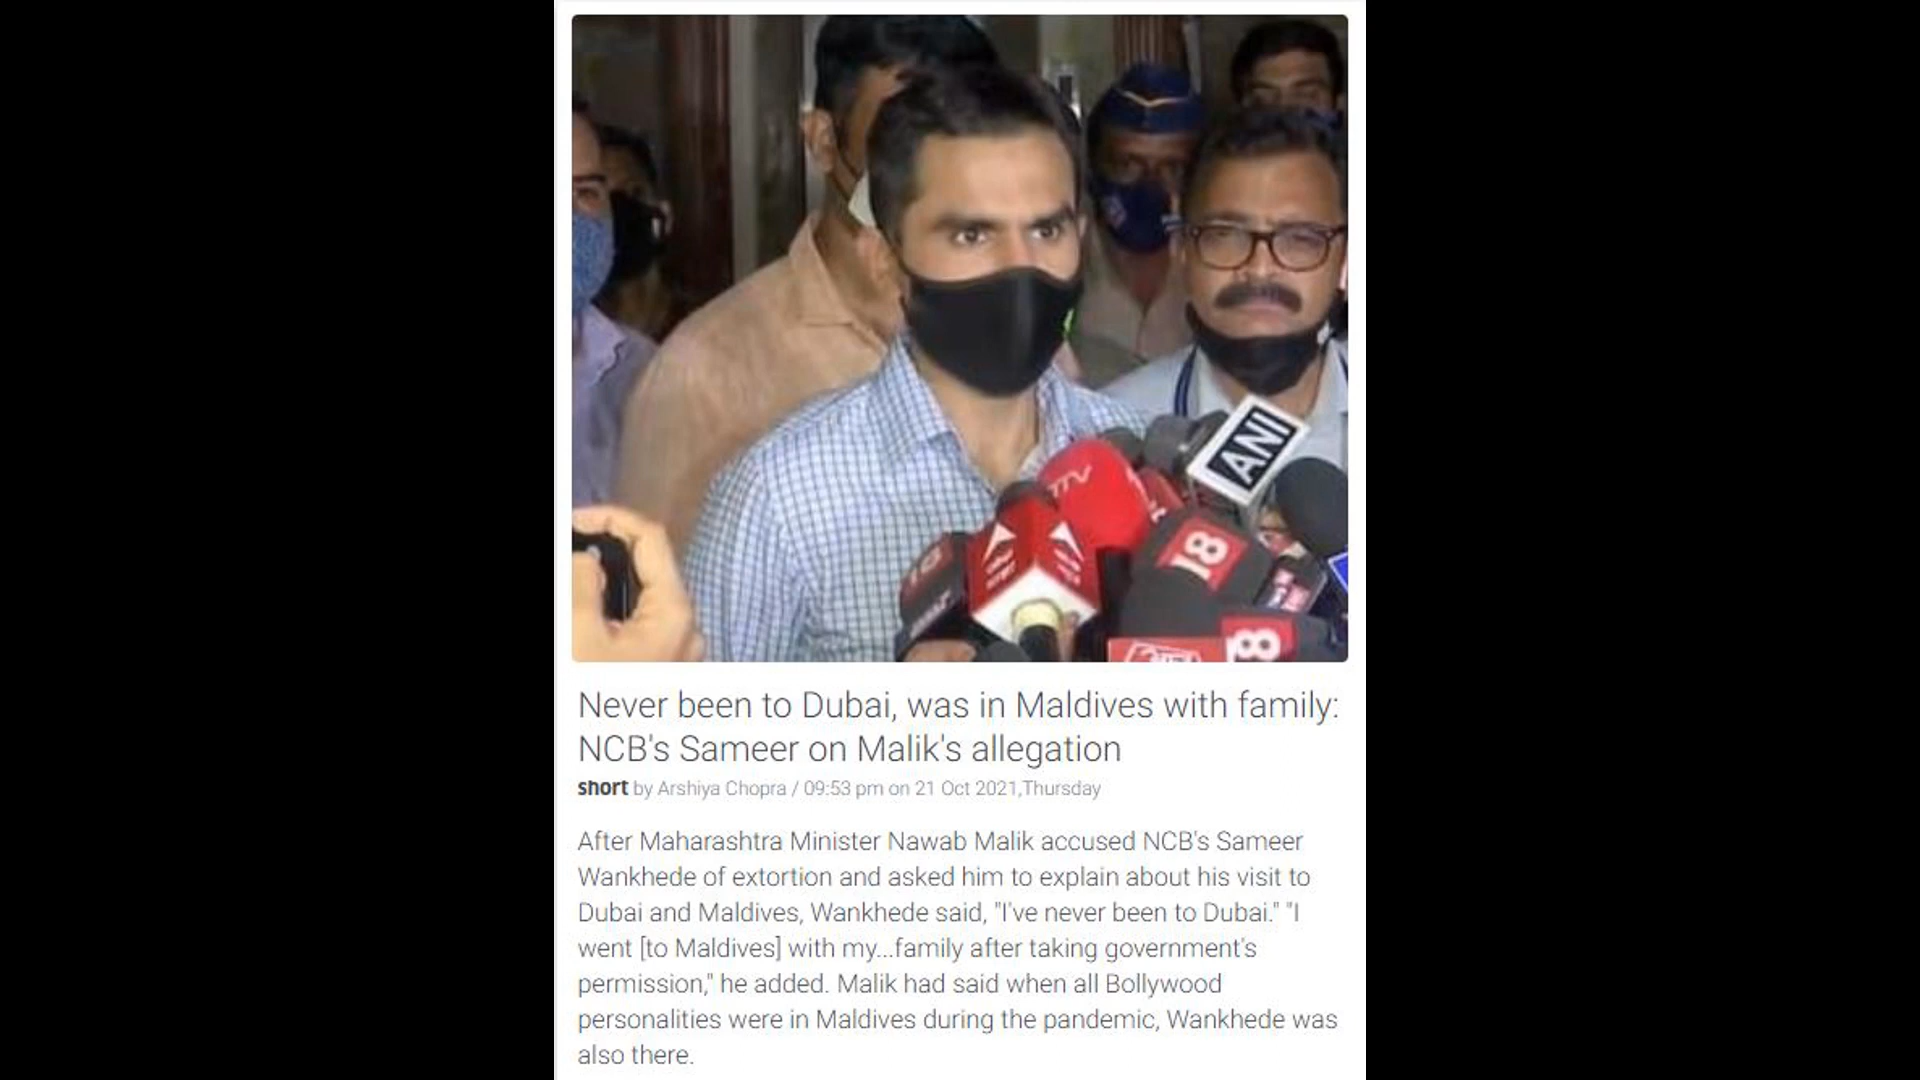 ANI
TV
18
18
18
आज
Never been to Dubai, was in Maldives with family:
NCB's Sameer on Malik's allegation
short by Arshiya Chopra / 09:53 pm on 21 Oct 2021,Thursday
After Maharashtra Minister Nawab Malik accused NCB's Sameer
Wankhede of extortion and asked him to explain about his visit to
Dubai and Maldives, Wankhede said, "I've never been to Dubai." "I
went [to Maldives] with my...family after taking government's
permission," he added. Malik had said when all Bollywood
personalities were in Maldives during the pandemic, Wankhede was
also there.